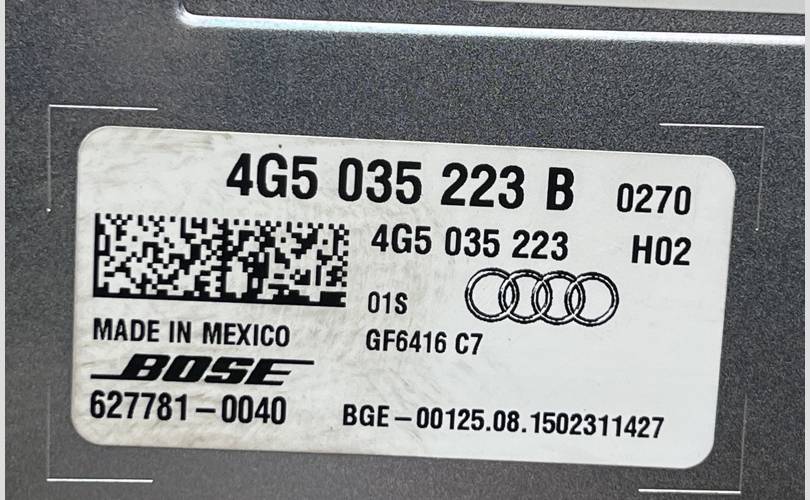 4G5 035 223 B 0270
4G5 035 223 H02
01S
GF6416 C7
MADE IN MEXICO
BOSE
627781-0040
BGE-00125.08.1502311427